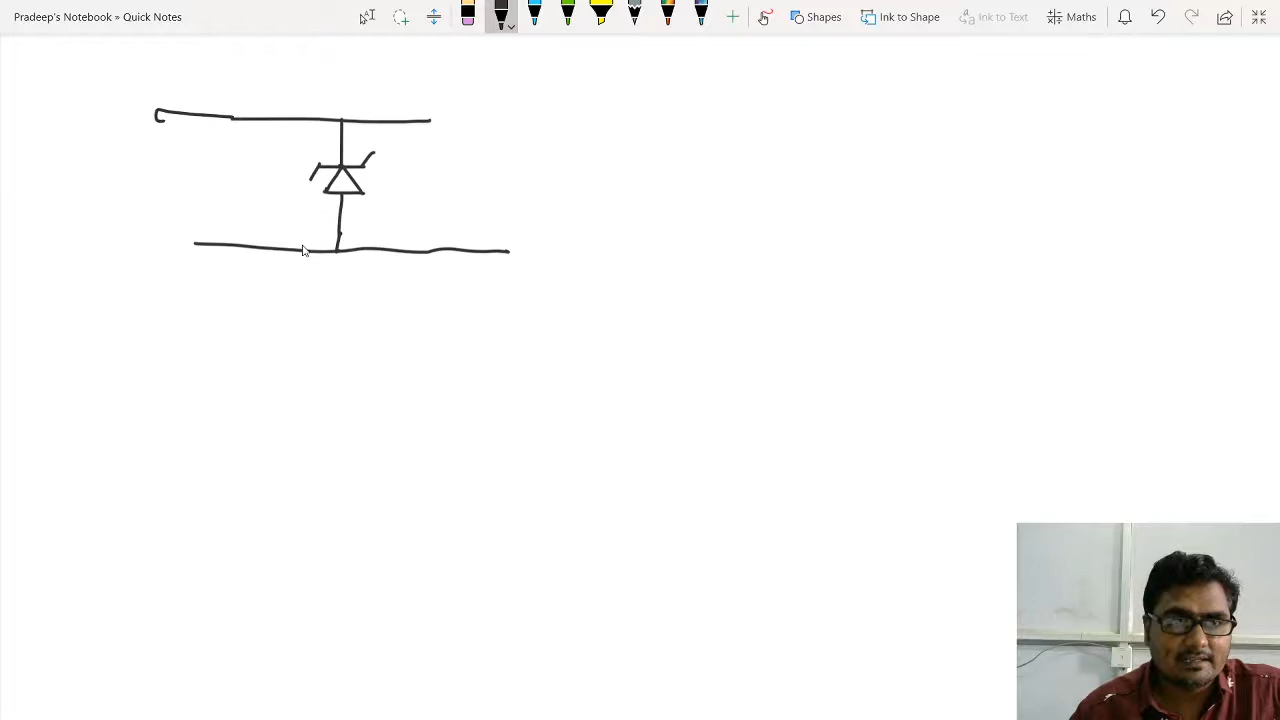 Pradeep's Notebook » Quick Notes
Shapes
Ink to Shape
Ink to Text
Maths